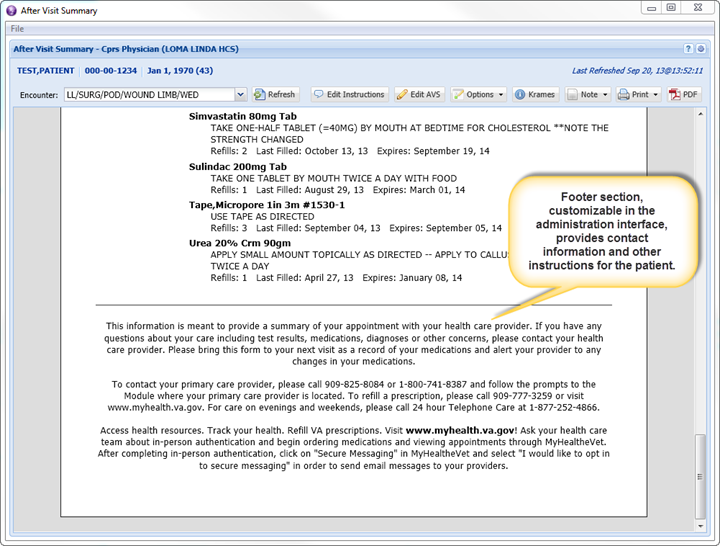 After Visit Summary
File
After Visit Summary - Cprs Physician (LOMA LINDA HCS)
?
TEST,PATIENT 000-00-1234 Jan 1, 1970 (43) Last Refreshed Sep 20, 13@13:52:11
Encounter: LL/SURG/POD/WOUND LIMB/WED Refresh Edit Instructions Edit AVS Options Krames Note Print PDF
Simvastatin 80mg Tab
TAKE ONE-HALF TABLET (=40MG) BY MOUTH AT BEDTIME FOR CHOLESTEROL **NOTE THE
STRENGTH CHANGED
Refills: 2 Last Filled: October 13, 13 Expires: September 19, 14
Sulindac 200mg Tab
TAKE ONE TABLET BY MOUTH TWICE A DAY WITH FOOD
Refills: 1 Last Filled: August 29, 13 Expires: March 01, 14
Tape,Micropore 1in 3m #1530-1
USE TAPE AS DIRECTED
Refills: 3 Last Filled: September 04, 13 Expires: September 05, 14
Urea 20% Crm 90gm
APPLY SMALL AMOUNT TOPICALLY AS DIRECTED -- APPLY TO
TWICE A DAY
Refills: 1 Last Filled: April 27, 13 Expires: January 08, 14
Footer section,
customizable in the
administration interface,
provides contact
information and other
instructions for the patient.
This information is meant to provide a summary of your appointment with your health care provider. If you have any
questions about your care including test results, medications, diagnoses or other concerns, please contact your health
care provider. Please bring this form to your next visit as a record of your medications and alert your provider to any
changes in your medications.
To contact your primary care provider, please call 909-825-8084 or 1-800-741-8387 and follow the prompts to the
Module where your primary care provider is located. To refill a prescription, please call 909-777-3259 or visit
www.myhealth.va.gov. For care on evenings and weekends, please call 24 hour Telephone Care at 1-877-252-4866.
Access health resources. Track your health. Refill VA prescriptions. Visit www.myhealth.va.gov! Ask your health care
team about in-person authentication and begin ordering medications and viewing appointments through MyHealtheVet.
After completing in-person authentication, click on "Secure Messaging" in MyHealtheVet and select "I would like to opt in
to secure messaging" in order to send email messages to your providers.